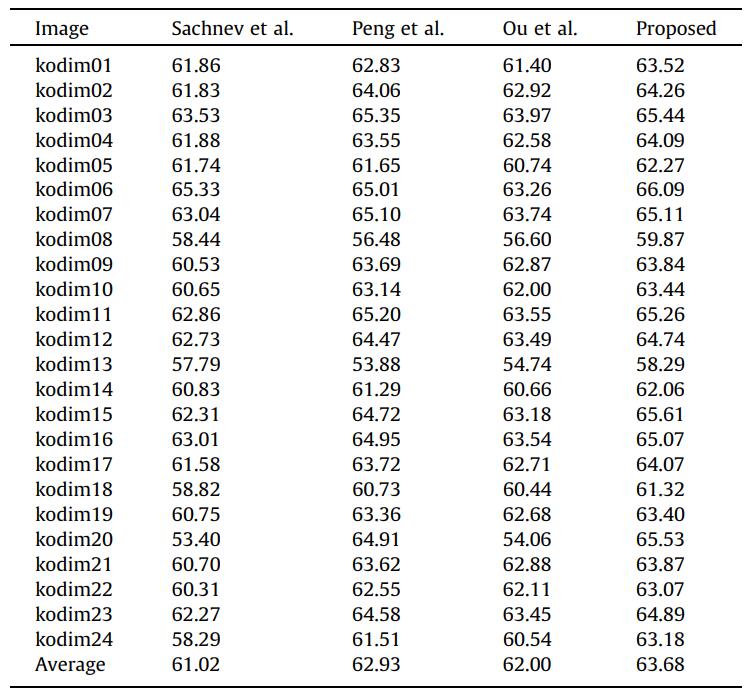 Image Sachnev et al. Peng et al. Ou et al. Proposed
kodim01 61.86 62.83 61.40 63.52
kodim02 61.83 64.06 62.92 64.26
kodim03 63.53 65.35 63.97 65.44
kodim04 61.88 63.55 62.58 64.09
kodim05 61.74 61.65 60.74 62.27
kodim06 65.33 65.01 63.26 66.09
kodim07 63.04 65.10 63.74 65.11
kodim08 58.44 56.48 56.60 59.87
kodim09 60.53 63.69 62.87 63.84
kodim10 60.65 63.14 62.00 63.44
kodim11 62.86 65.20 63.55 65.26
kodim12 62.73 64.47 63.49 64.74
kodim13 57.79 53.88 54.74 58.29
kodim14 60.83 61.29 60.66 62.06
kodim15 62.31 64.72 63.18 65.61
kodim16 63.01 64.95 63.54 65.07
kodim17 61.58 63.72 62.71 64.07
kodim18 58.82 60.73 60.44 61.32
kodim19 60.75 63.36 62.68 63.40
kodim20 53.40 64.91 54.06 65.53
kodim21 60.70 63.62 62.88 63.87
kodim22 60.31 62.55 62.11 63.07
kodim23 62.27 64.58 63.45 64.89
kodim24 58.29 61.51 60.54 63.18
Average 61.02 62.93 62.00 63.68